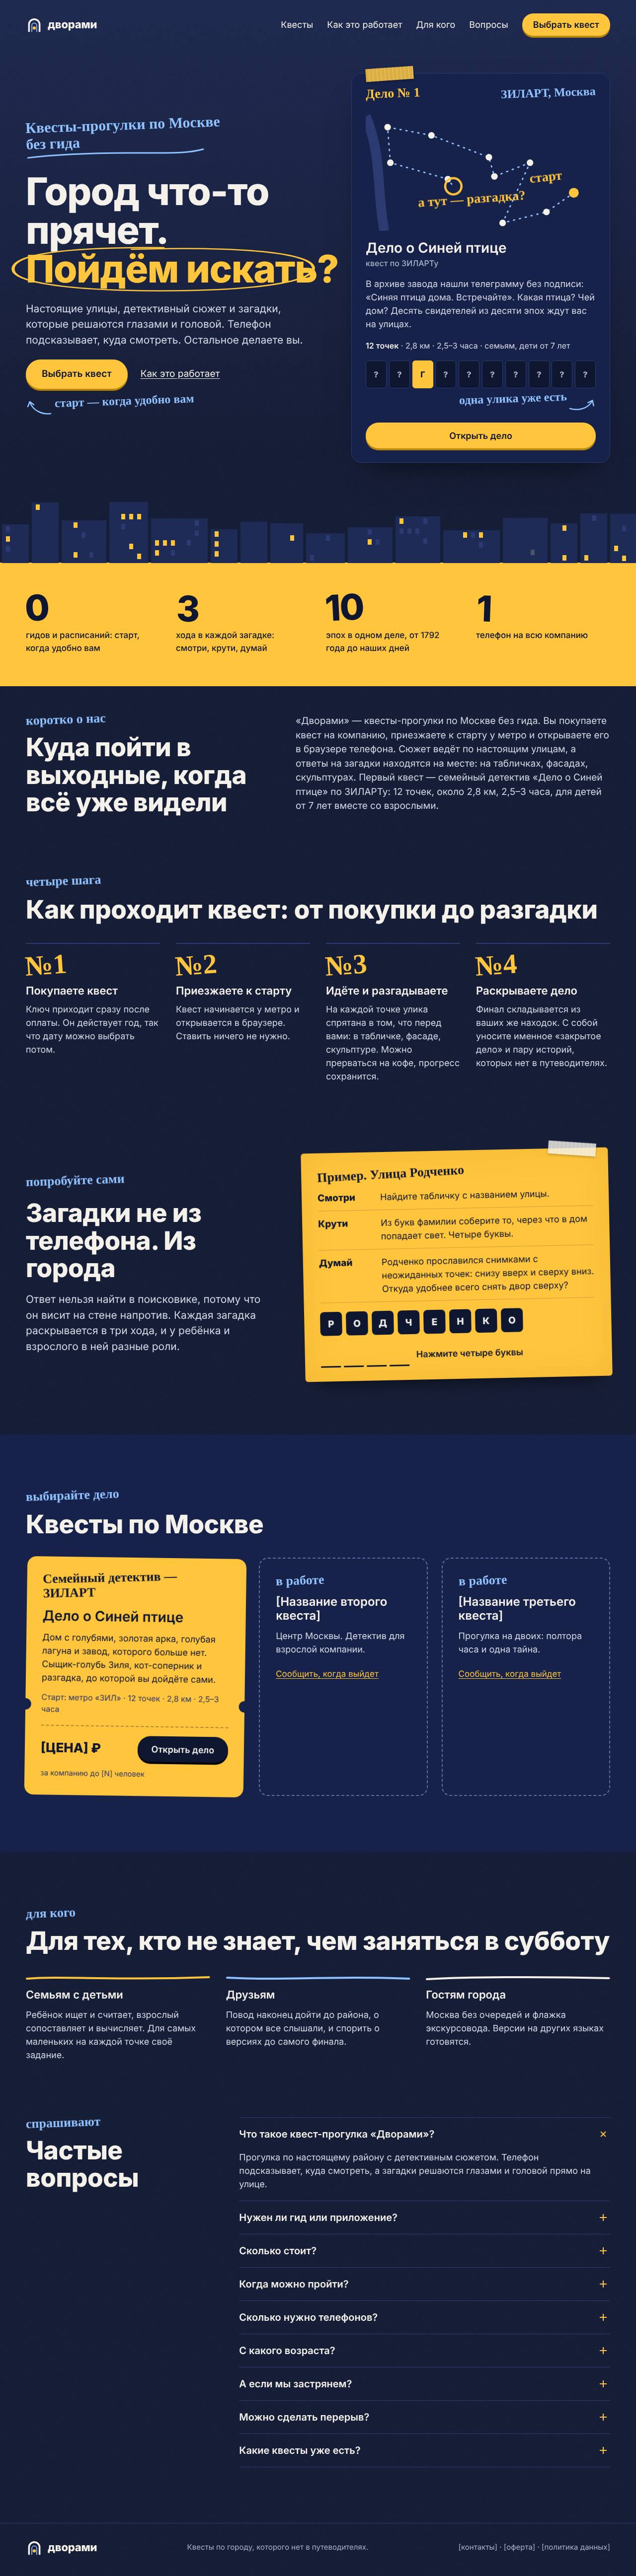 дворами
Квесты Как это работает Для кого Вопросы Выбрать квест
Квесты-прогулки по Москве
без гида
Город что-то
прячет.
Пойдём искать?
Настоящие улицы, детективный сюжет и загадки,
которые решаются глазами и головой. Телефон
подсказывает, куда смотреть. Остальное делаете вы.
Выбрать квест Как это работает
старт — когда удобно вам
Дело № 1 ЗИЛАРТ, Москва
старт
а тут — разгадка?
Дело о Синей птице
квест по ЗИЛАРТу
В архиве завода нашли телеграмму без подписи:
«Синяя птица дома. Встречайте». Какая птица? Чей
дом? Десять свидетелей из десяти эпох ждут вас
на улицах.
12 точек · 2,8 км · 2,5–3 часа · семьям, дети от 7 лет
? ? Г ? ? ? ? ? ? ?
одна улика уже есть
Открыть дело
0
гидов и расписаний: старт,
когда удобно вам
3
хода в каждой загадке:
смотри, крути, думай
10
эпох в одном деле, от 1792
года до наших дней
1
телефон на всю компанию
коротко о нас
Куда пойти в
выходные, когда
всё уже видели
«Дворами» — квесты-прогулки по Москве без гида. Вы покупаете
квест на компанию, приезжаете к старту у метро и открываете его
в браузере телефона. Сюжет ведёт по настоящим улицам, а
ответы на загадки находятся на месте: на табличках, фасадах,
скульптурах. Первый квест — семейный детектив «Дело о Синей
птице» по ЗИЛАРТу: 12 точек, около 2,8 км, 2,5–3 часа, для детей
от 7 лет вместе со взрослыми.
четыре шага
Как проходит квест: от покупки до разгадки
№1
Покупаете квест
Ключ приходит сразу после
оплаты. Он действует год, так
что дату можно выбрать
потом.
№2
Приезжаете к старту
Квест начинается у метро и
открывается в браузере.
Ставить ничего не нужно.
№3
Идёте и разгадываете
На каждой точке улика
спрятана в том, что перед
вами: в табличке, фасаде,
скульптуре. Можно
прерваться на кофе, прогресс
сохранится.
№4
Раскрываете дело
Финал складывается из
ваших же находок. С собой
уносите именное «закрытое
дело» и пару историй,
которых нет в путеводителях.
попробуйте сами
Загадки не из
телефона. Из
города
Ответ нельзя найти в поисковике, потому что
он висит на стене напротив. Каждая загадка
раскрывается в три хода, и у ребёнка и
взрослого в ней разные роли.
Пример. Улица Родченко
Смотри Найдите табличку с названием улицы.
Крути Из букв фамилии соберите то, через что в дом
попадает свет. Четыре буквы.
Думай Родченко прославился снимками с
неожиданных точек: снизу вверх и сверху вниз.
Откуда удобнее всего снять двор сверху?
Р О Д Ч Е Н К О
Нажмите четыре буквы
выбирайте дело
Квесты по Москве
Семейный детектив —
ЗИЛАРТ
Дело о Синей птице
Дом с голубями, золотая арка, голубая
лагуна и завод, которого больше нет.
Сыщик-голубь Зиля, кот-соперник и
разгадка, до которой вы дойдёте сами.
Старт: метро «ЗИЛ» · 12 точек · 2,8 км · 2,5–3
часа
[ЦЕНА] ₽ Открыть дело
за компанию до [N] человек
в работе
[Название второго
квеста]
Центр Москвы. Детектив для
взрослой компании.
Сообщить, когда выйдет
в работе
[Название третьего
квеста]
Прогулка на двоих: полтора
часа и одна тайна.
Сообщить, когда выйдет
для кого
Для тех, кто не знает, чем заняться в субботу
Семьям с детьми
Ребёнок ищет и считает, взрослый
сопоставляет и вычисляет. Для самых
маленьких на каждой точке своё
задание.
Друзьям
Повод наконец дойти до района, о
котором все слышали, и спорить о
версиях до самого финала.
Гостям города
Москва без очередей и флажка
экскурсовода. Версии на других языках
готовятся.
спрашивают
Частые
вопросы
Что такое квест-прогулка «Дворами»?
Прогулка по настоящему району с детективным сюжетом. Телефон
подсказывает, куда смотреть, а загадки решаются глазами и головой прямо на
улице.
Нужен ли гид или приложение?
Сколько стоит?
Когда можно пройти?
Сколько нужно телефонов?
С какого возраста?
А если мы застрянем?
Можно сделать перерыв?
Какие квесты уже есть?
дворами
Квесты по городу, которого нет в путеводителях.
[контакты] · [оферта] · [политика данных]